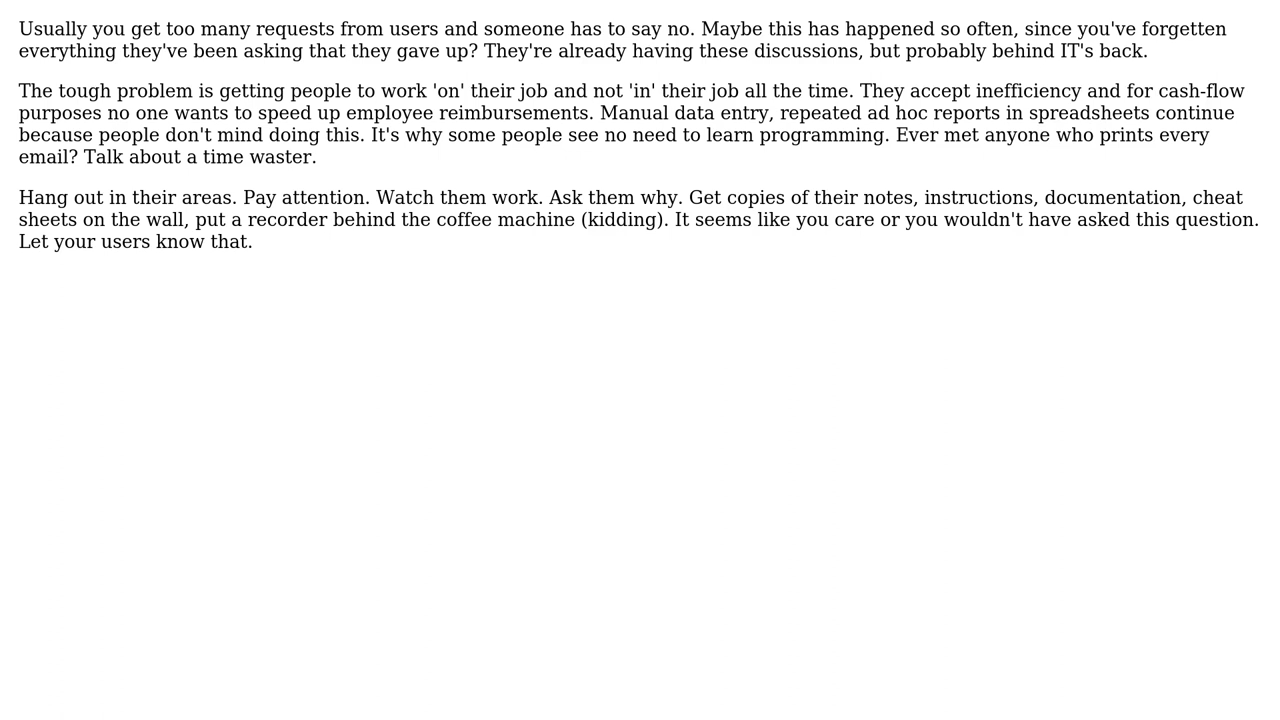 Usually you get too many requests from users and someone has to say no. Maybe this has happened so often, since you've forgetten
everything they've been asking that they gave up? They're already having these discussions, but probably behind IT's back.
The tough problem is getting people to work 'on' their job and not 'in' their job all the time. They accept inefficiency and for cash-flow
purposes no one wants to speed up employee reimbursements. Manual data entry, repeated ad hoc reports in spreadsheets continue
because people don't mind doing this. It's why some people see no need to learn programming. Ever met anyone who prints every
email? Talk about a time waster.
Hang out in their areas. Pay attention. Watch them work. Ask them why. Get copies of their notes, instructions, documentation, cheat
sheets on the wall, put a recorder behind the coffee machine (kidding). It seems like you care or you wouldn't have asked this question.
Let your users know that.